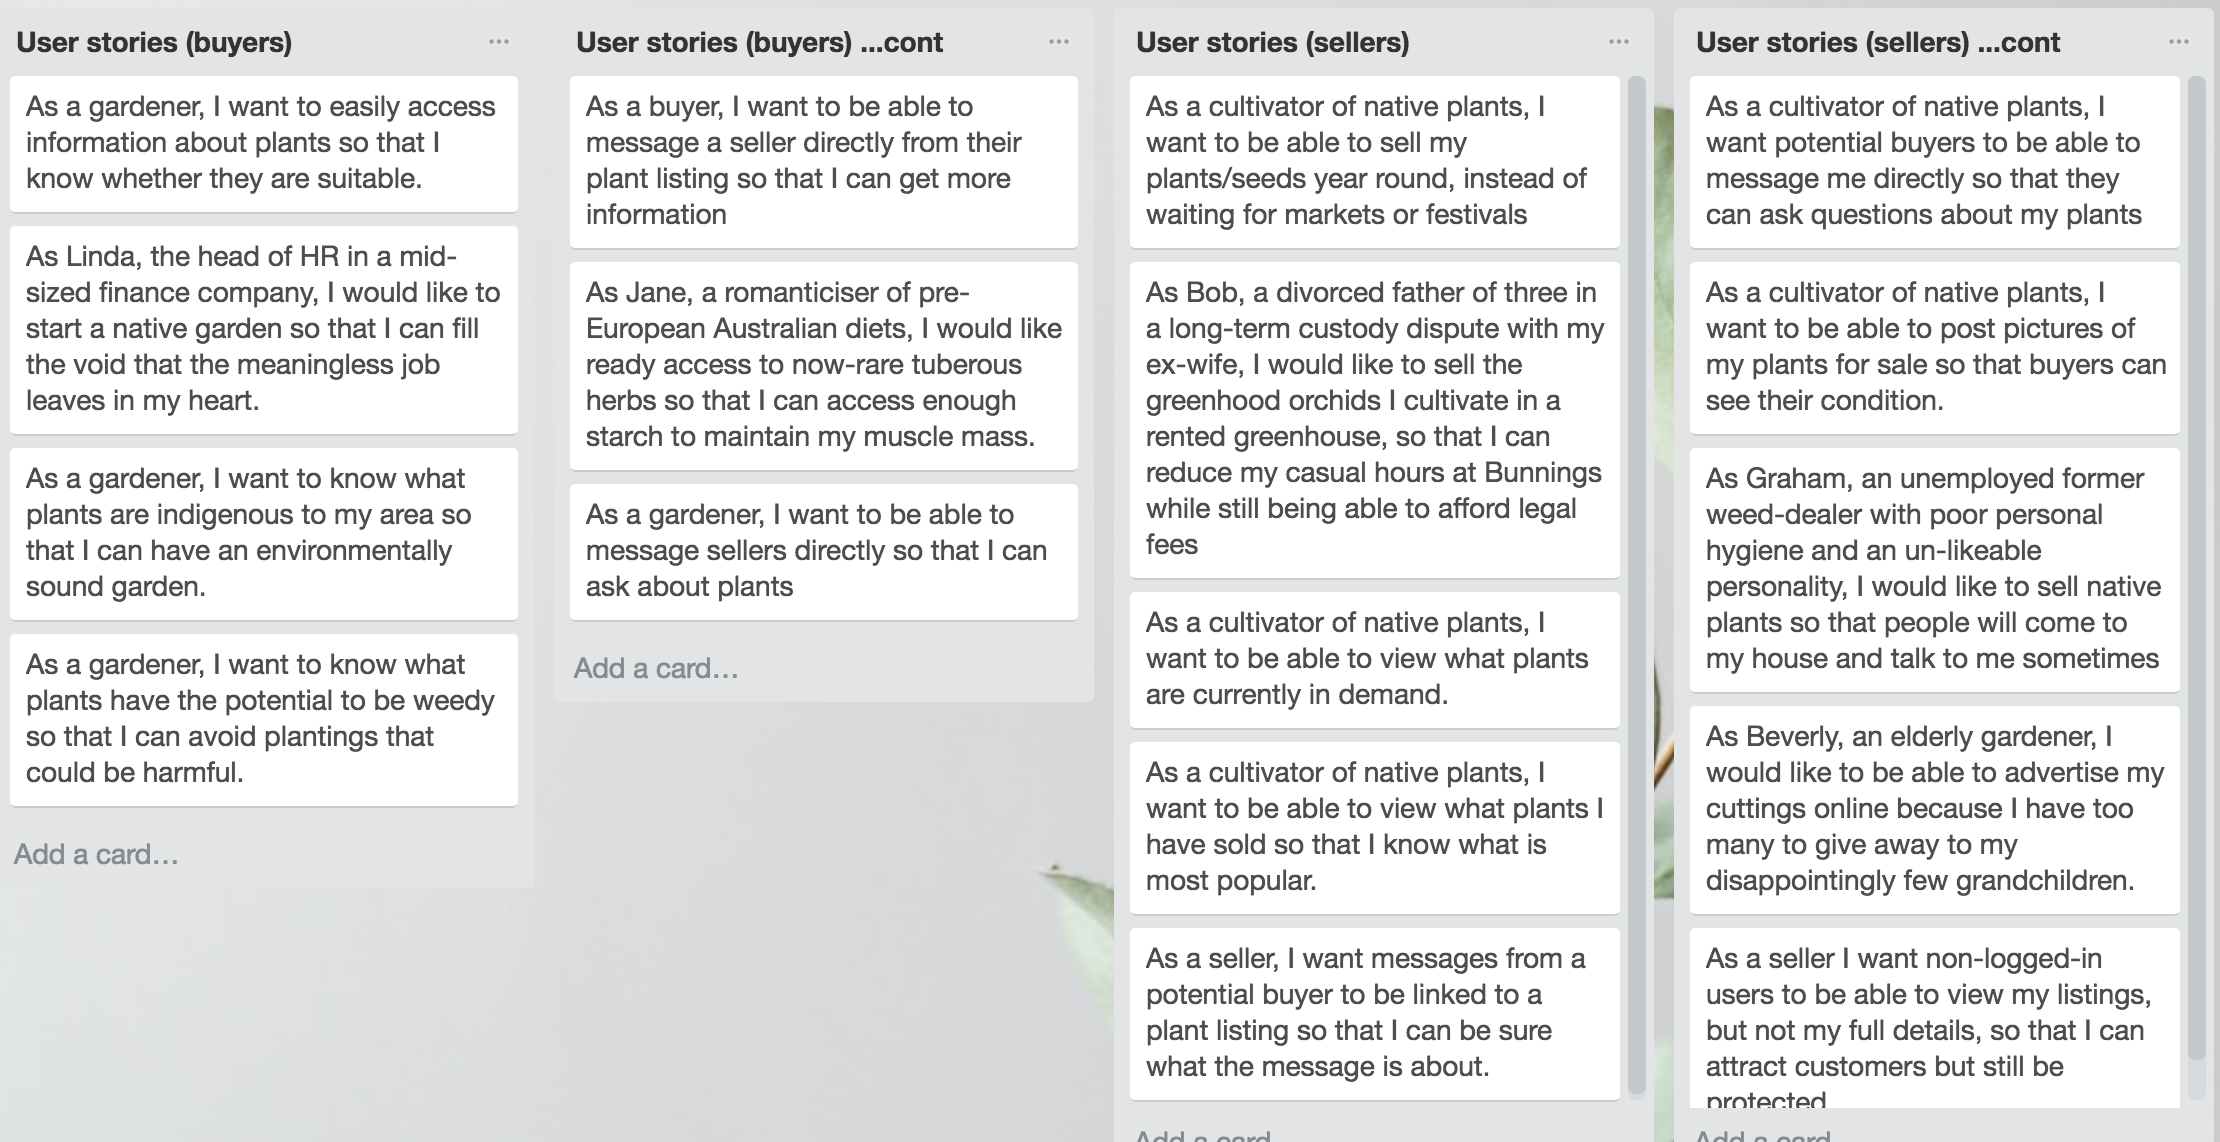 User stories (buyers) ...
As a gardener, I want to easily access
information about plants so that I
know whether they are suitable.
As Linda, the head of HR in a mid-
sized finance company, I would like to
start a native garden so that I can fill
the void that the meaningless job
leaves in my heart.
As a gardener, I want to know what
plants are indigenous to my area so
that I can have an environmentally
sound garden.
As a gardener, I want to know what
plants have the potential to be weedy
so that I can avoid plantings that
could be harmful.
Add a card...
User stories (buyers) ...cont ...
As a buyer, I want to be able to
message a seller directly from their
plant listing so that I can get more
information
As Jane, a romanticiser of pre-
European Australian diets, I would like
ready access to now-rare tuberous
herbs so that I can access enough
starch to maintain my muscle mass.
As a gardener, I want to be able to
message sellers directly so that I can
ask about plants
Add a card...
User stories (sellers) ...
As a cultivator of native plants, I
want to be able to sell my
plants/seeds year round, instead of
waiting for markets or festivals
As Bob, a divorced father of three in
a long-term custody dispute with my
ex-wife, I would like to sell the
greenhood orchids I cultivate in a
rented greenhouse, so that I can
reduce my casual hours at Bunnings
while still being able to afford legal
fees
As a cultivator of native plants, I
want to be able to view what plants
are currently in demand.
As a cultivator of native plants, I
want to be able to view what plants I
have sold so that I know what is
most popular.
As a seller, I want messages from a
potential buyer to be linked to a
plant listing so that I can be sure
what the message is about.
Add a card
User stories (sellers) ...cont ...
As a cultivator of native plants, I
want potential buyers to be able to
message me directly so that they
can ask questions about my plants
As a cultivator of native plants, I
want to be able to post pictures of
my plants for sale so that buyers can
see their condition.
As Graham, an unemployed former
weed-dealer with poor personal
hygiene and an un-likeable
personality, I would like to sell native
plants so that people will come to
my house and talk to me sometimes
As Beverly, an elderly gardener, I
would like to be able to advertise my
cuttings online because I have too
many to give away to my
disappointingly few grandchildren.
As a seller I want non-logged-in
users to be able to view my listings,
but not my full details, so that I can
attract customers but still be
protected
Add a card